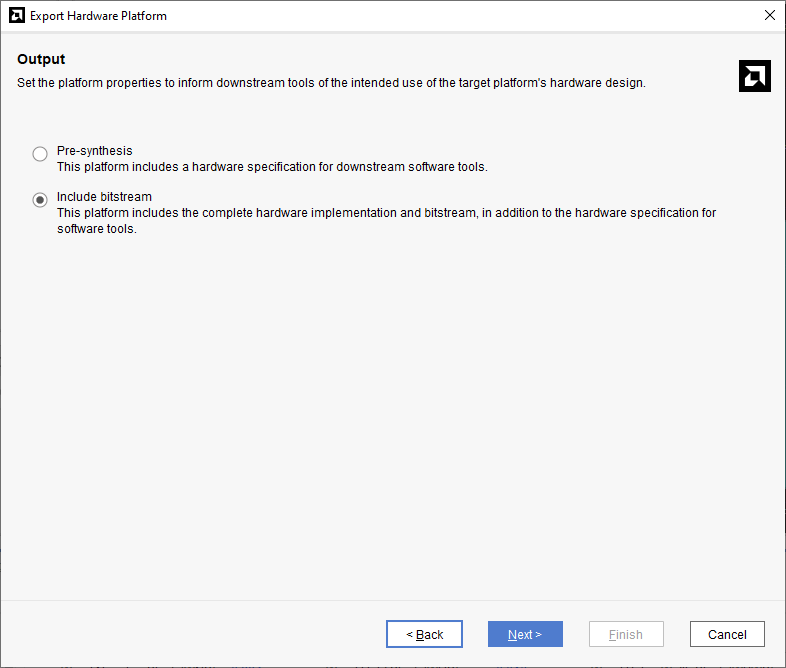 Export Hardware Platform
Output
Set the platform properties to inform downstream tools of the intended use of the target platform's hardware design.
Pre-synthesis
This platform includes a hardware specification for downstream software tools.
Include bitstream
This platform includes the complete hardware implementation and bitstream, in addition to the hardware specification for
software tools.
< Back
Next >
Finish
Cancel